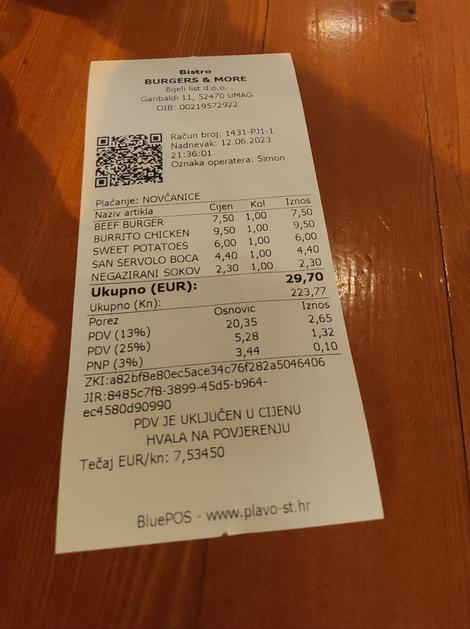 Bistro
BURGERS & MORE
Bijeli list d.o.o.
Garibaldi 11, 52470 UMAG
OIB: 00219572922
Račun broj: 1431-PJ1-1
Nadnevak: 12.06.2023
21:36:01
Oznaka operatera: Simon
Plaćanje: NOVČANICE
Naziv artikla Cijen Kol Iznos
BEEF BURGER 7,50 1,00 7,50
BURRITO CHICKEN 9,50 1,00 9,50
SWEET POTATOES 6,00 1,00 6,00
SAN SERVOLO BOCA 4,40 1,00 4,40
NEGAZIRANI SOKOV 2,30 1,00 2,30
Ukupno (EUR): 29,70
Ukupno (Kn): 223,77
Porez Osnovic Iznos
PDV (13%) 20,35 2,65
PDV (25%) 5,28 1,32
PNP (3%) 3,44 0,10
ZKI:a82bf8e80ec5ace34c76f282a5046406
JIR:8485c7f8-3899-45d5-b964-
ec4580d90990
PDV JE UKLJUČEN U CIJENU
HVALA NA POVJERENJU
Tečaj EUR/kn: 7,53450
BluePOS - www.plavo-st.hr